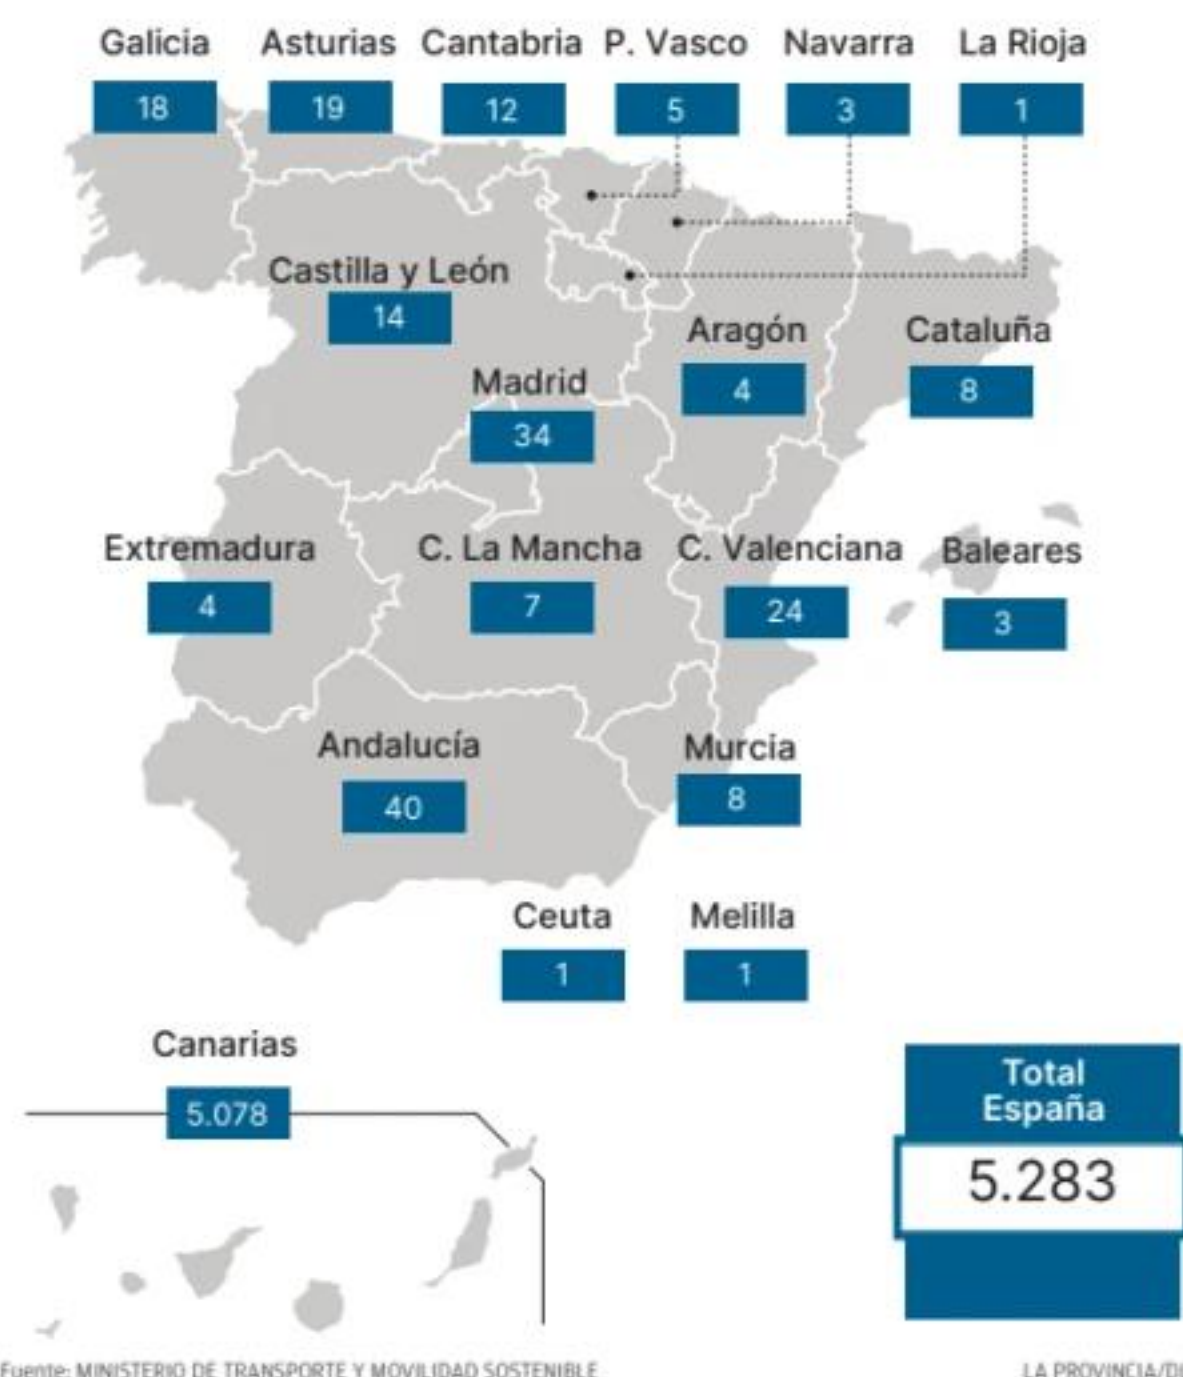 Galicia Asturias Cantabria P. Vasco Navarra La Rioja
18 19 12 5 3 1
Castilla y León
14
Aragón Cataluña
4 8
Madrid
34
Extremadura C. La Mancha C. Valenciana Baleares
4 7 24 3
Andalucía Murcia
40 8
Ceuta Melilla
1 1
Canarias
5.078
Total
España
5.283
Fuente: MINISTERIO DE TRANSPORTE Y MOVILIDAD SOSTENIBLE
LA PROVINCIA/DL